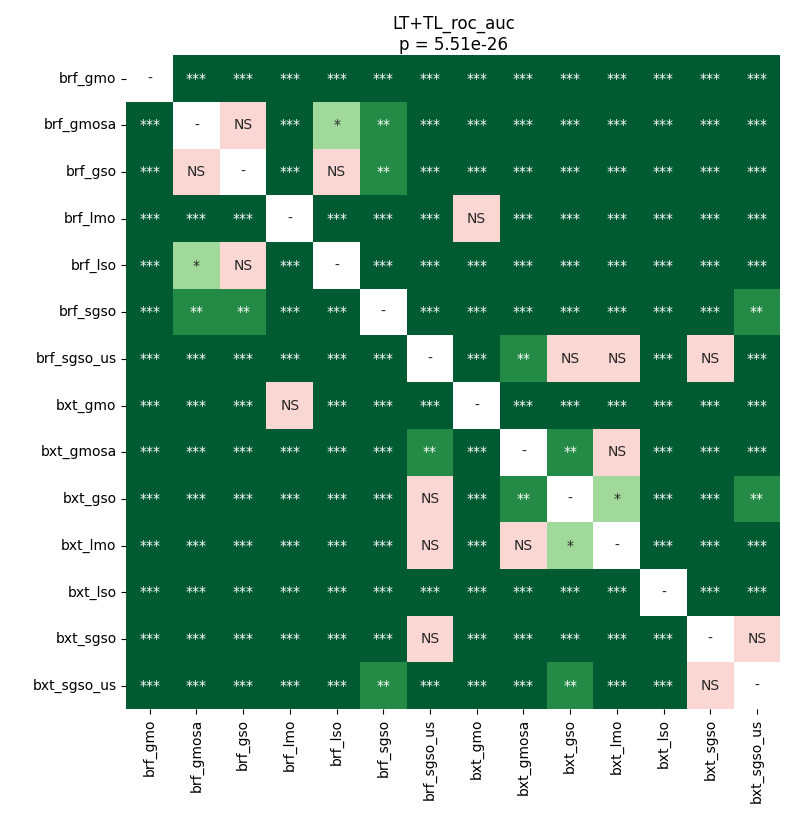 LT+TL_roc_auc
p = 5.51e-26
brf_gmo - *** *** *** *** *** *** *** *** *** *** *** *** ***
brf_gmosa *** - NS *** * ** *** *** *** *** *** *** *** ***
brf_gso *** NS - *** NS ** *** *** *** *** *** *** *** ***
brf_lmo *** *** *** - *** *** *** NS *** *** *** *** *** ***
brf_lso *** * NS *** - *** *** *** *** *** *** *** *** ***
brf_sgso *** ** ** *** *** - *** *** *** *** *** *** *** **
brf_sgso_us *** *** *** *** *** *** - *** ** NS NS *** NS ***
bxt_gmo *** *** *** NS *** *** *** - *** *** *** *** *** ***
bxt_gmosa *** *** *** *** *** *** ** *** - ** NS *** *** ***
bxt_gso *** *** *** *** *** *** NS *** ** - * *** *** **
bxt_lmo *** *** *** *** *** *** NS *** NS * - *** *** ***
bxt_lso *** *** *** *** *** *** *** *** *** *** *** - *** ***
bxt_sgso *** *** *** *** *** *** NS *** *** *** *** *** - NS
bxt_sgso_us *** *** *** *** *** ** *** *** *** ** *** *** NS -
brf_gmo brf_gmosa brf_gso brf_lmo brf_lso brf_sgso brf_sgso_us bxt_gmo bxt_gmosa bxt_gso bxt_lmo bxt_lso bxt_sgso bxt_sgso_us